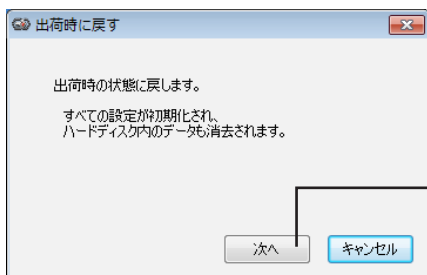 出荷時に戻す
出荷時の状態に戻します。
すべての設定が初期化され、
ハードディスク内のデータも消去されます。
次へ
キャンセル